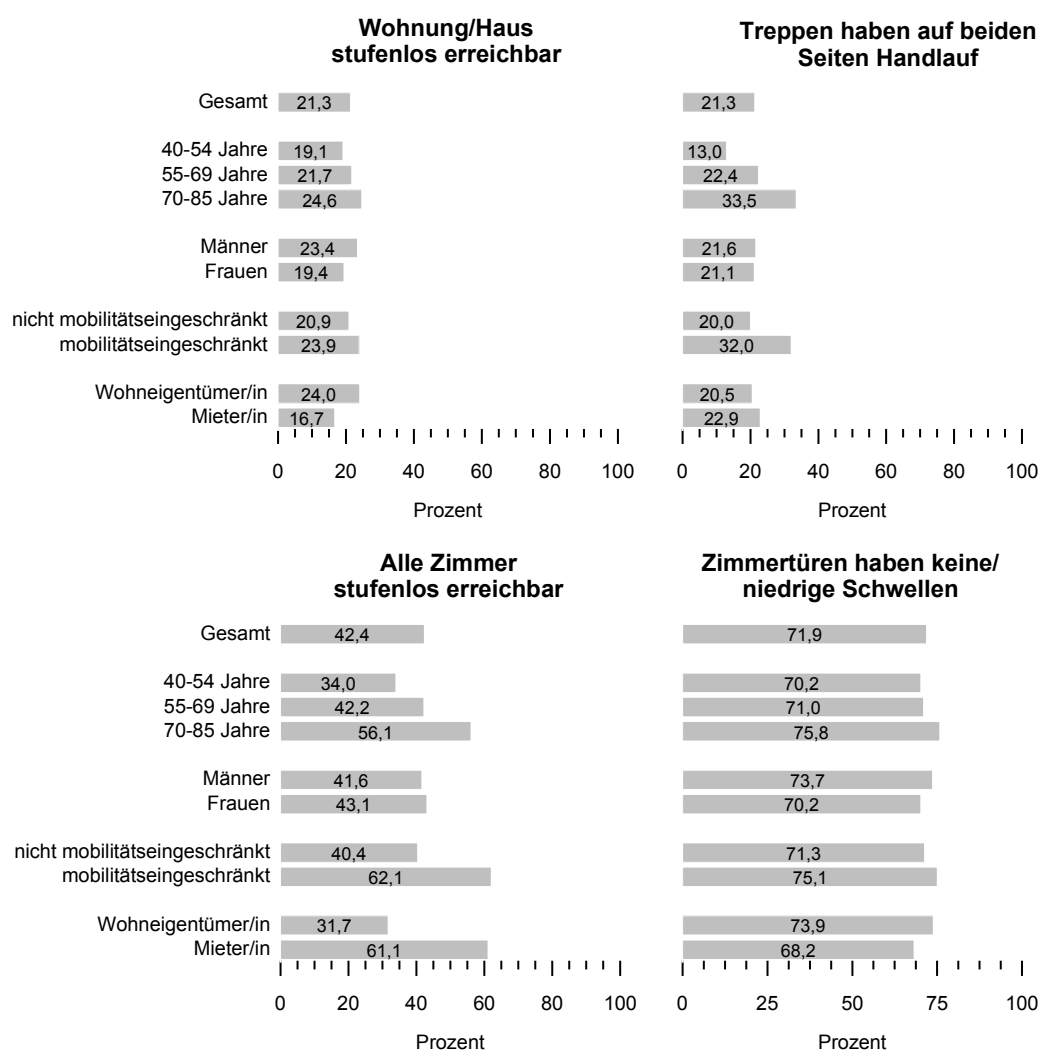 Wohnung/Haus
stufenlos erreichbar
Gesamt 21,3
40-54 Jahre 19,1
55-69 Jahre 21,7
70-85 Jahre 24,6
Männer 23,4
Frauen 19,4
nicht mobilitätseingeschränkt 20,9
mobilitätseingeschränkt 23,9
Wohneigentümer/in 24,0
Mieter/in 16,7
0 20 40 60 80 100
Prozent
Treppen haben auf beiden
Seiten Handlauf
21,3
13,0
22,4
33,5
21,6
21,1
20,0
32,0
20,5
22,9
0 20 40 60 80 100
Prozent
Alle Zimmer
stufenlos erreichbar
Gesamt 42,4
40-54 Jahre 34,0
55-69 Jahre 42,2
70-85 Jahre 56,1
Männer 41,6
Frauen 43,1
nicht mobilitätseingeschränkt 40,4
mobilitätseingeschränkt 62,1
Wohneigentümer/in 31,7
Mieter/in 61,1
0 20 40 60 80 100
Prozent
Zimmertüren haben keine/
niedrige Schwellen
71,9
70,2
71,0
75,8
73,7
70,2
71,3
75,1
73,9
68,2
0 25 50 75 100
Prozent